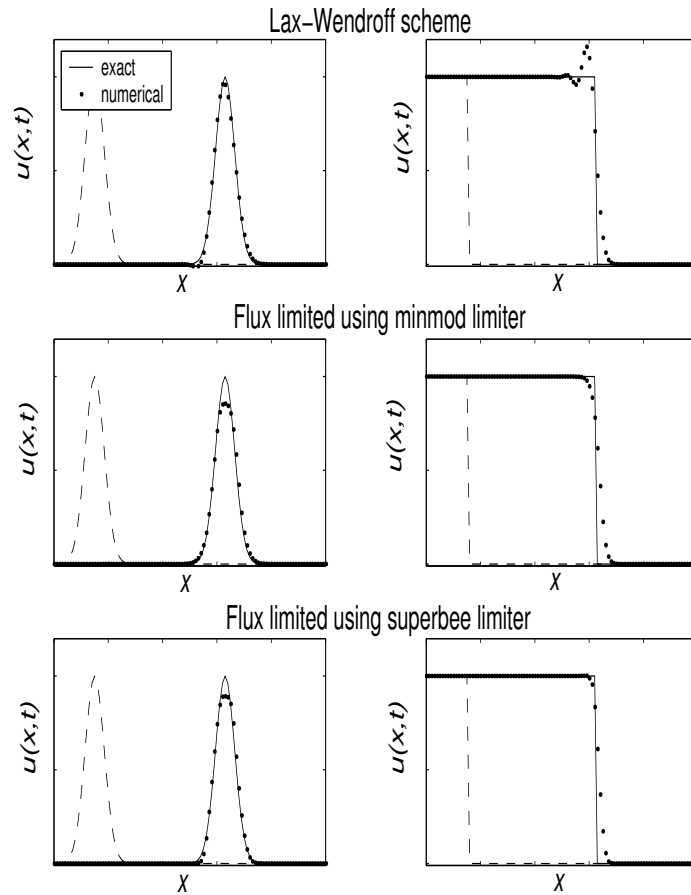 Lax-Wendroff scheme
exact
numerical
u(x,t)
x
u(x,t)
x
Flux limited using minmod limiter
u(x,t)
x
u(x,t)
x
Flux limited using superbee limiter
u(x,t)
x
u(x,t)
x